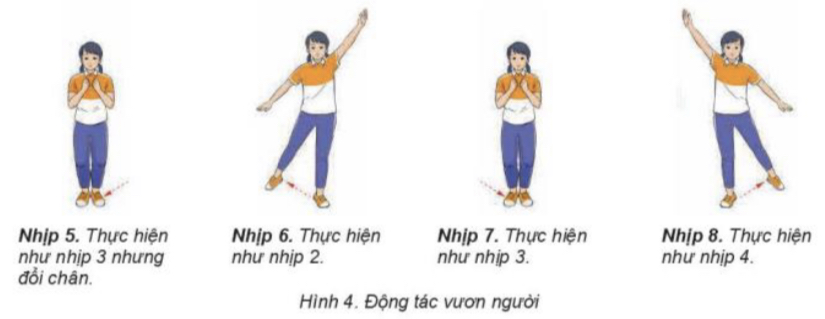 Nhịp 5. Thực hiện
như nhịp 3 nhưng
đổi chân.
Nhịp 6. Thực hiện
như nhịp 2.
Nhịp 7. Thực hiện
như nhịp 3.
Nhịp 8. Thực hiện
như nhịp 4.
Hình 4. Động tác vươn người